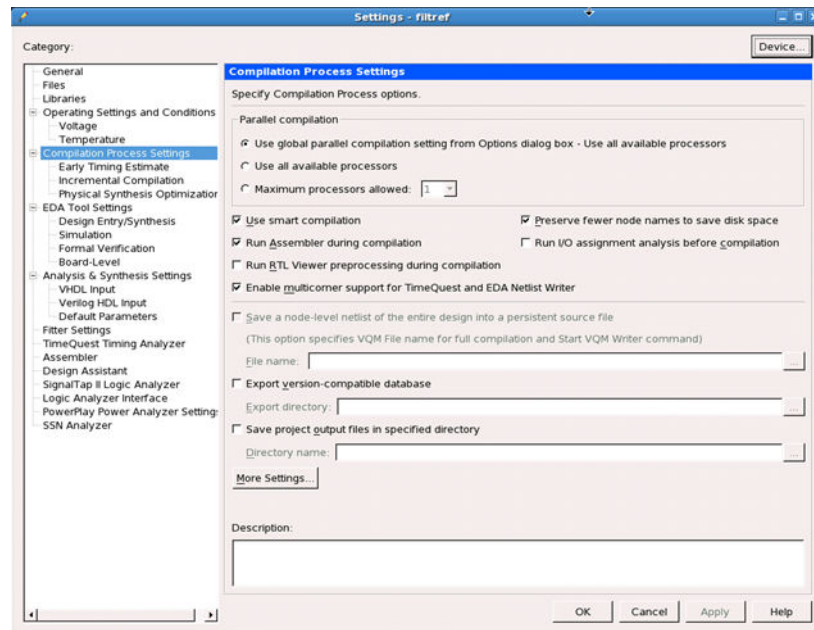 Settings - filtref
Category:
Device...
General
Files
Libraries
Operating Settings and Conditions
Voltage
Temperature
Compilation Process Settings
Early Timing Estimate
Incremental Compilation
Physical Synthesis Optimization
EDA Tool Settings
Design Entry/Synthesis
Simulation
Formal Verification
Board-Level
Analysis & Synthesis Settings
VHDL Input
Verilog HDL Input
Default Parameters
Fitter Settings
TimeQuest Timing Analyzer
Assembler
Design Assistant
SignalTap II Logic Analyzer
Logic Analyzer Interface
PowerPlay Power Analyzer Setting
SSN Analyzer
Compilation Process Settings
Specify Compilation Process options.
Parallel compilation
Use global parallel compilation setting from Options dialog box - Use all available processors
Use all available processors
Maximum processors allowed: 1
Use smart compilation
Preserve fewer node names to save disk space
Run Assembler during compilation
Run I/O assignment analysis before compilation
Run RTL Viewer preprocessing during compilation
Enable multicorner support for TimeQuest and EDA Netlist Writer
Save a node-level netlist of the entire design into a persistent source file
(This option specifies VQM File name for full compilation and Start VQM Writer command)
File name: ...
Export version-compatible database
Export directory: ...
Save project output files in specified directory
Directory name: ...
More Settings...
Description:
OK Cancel Apply Help